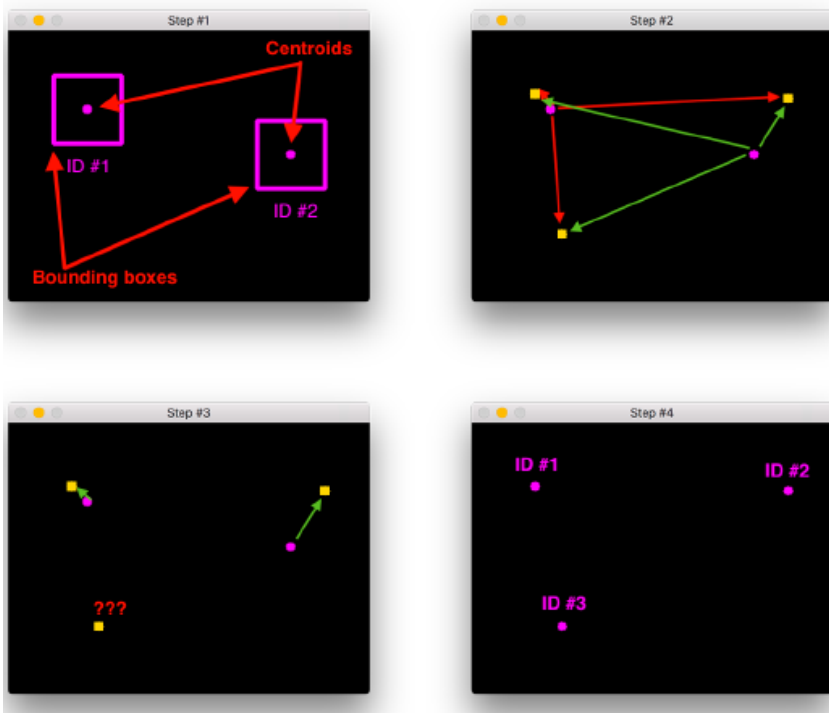 Step #1
Centroids
ID #1
ID #2
Bounding boxes
Step #2
Step #3
???
Step #4
ID #1
ID #2
ID #3